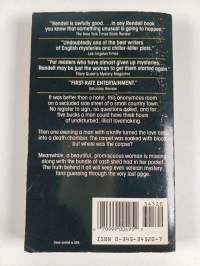 "Rendell is awfully good. ...in any Rendell book
you know that something unusual is going to happen."
The New York Times Book Review
"Undoubtedly one of the best writers
of English mysteries and chiller-killer plots."
Los Angeles Times
"For readers who have almost given up mysteries,
Rendell may be just the woman to get them started again."
Ellery Queen's Mystery Magazine
"FIRST-RATE ENTERTAINMENT."
Saturday Review
It was better than a hotel, this anonymous room
on a secluded side street of a small country town.
No register to sign, no questions asked, and for
five bucks a man could have three hours
of undisturbed, illicit lovemaking.
Then one evening a man with a knife turned the love nest
into a death chamber. The carpet was soaked with blood—
but where was the corpse?
Meanwhile, a beautiful, promiscuous woman is missing
along with the bundle of cash she'd had in her pocket.
The truth behind it all will keep even veteran mystery
fans guessing through the very last page.
ISBN 0-345-34520-7